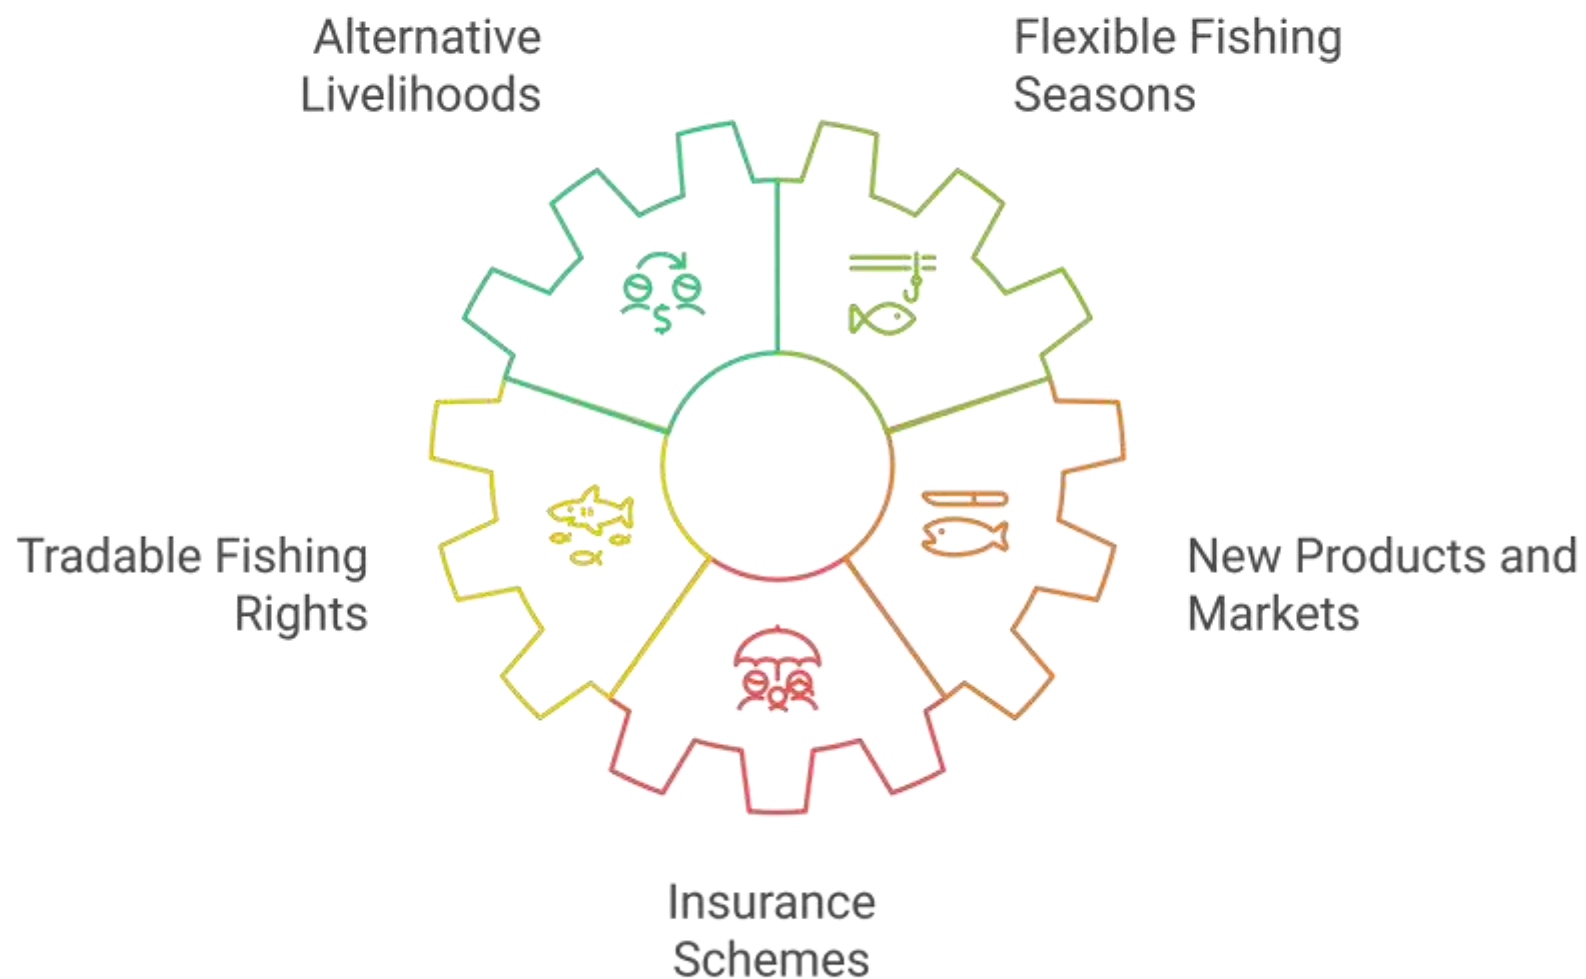 Alternative
Livelihoods
Flexible Fishing
Seasons
Tradable Fishing
Rights
New Products and
Markets
Insurance
Schemes